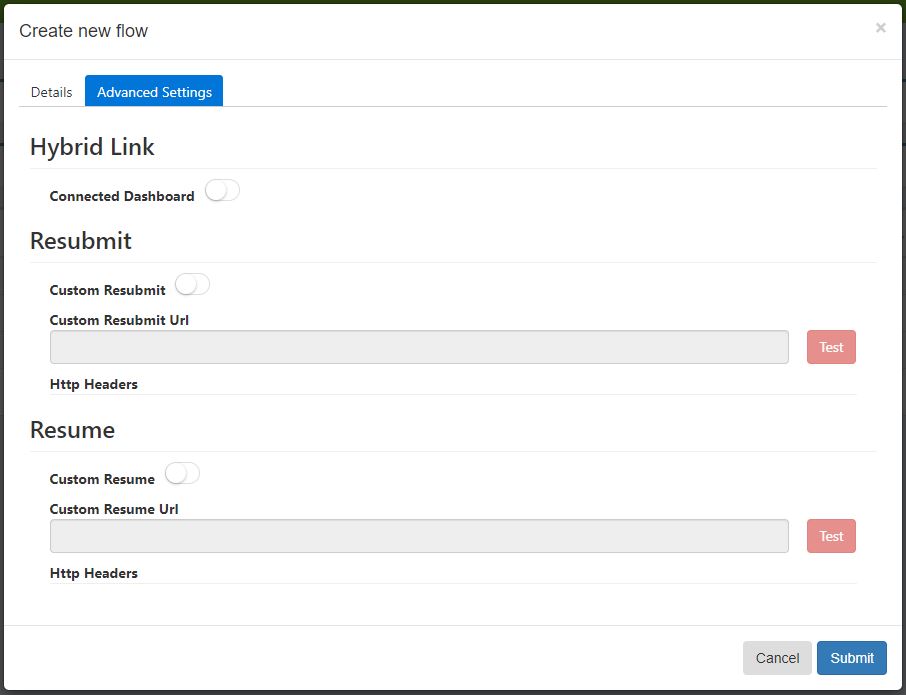 Create new flow ×
Details Advanced Settings
Hybrid Link
Connected Dashboard
Resubmit
Custom Resubmit
Custom Resubmit Url
Test
Http Headers
Resume
Custom Resume
Custom Resume Url
Test
Http Headers
Cancel Submit